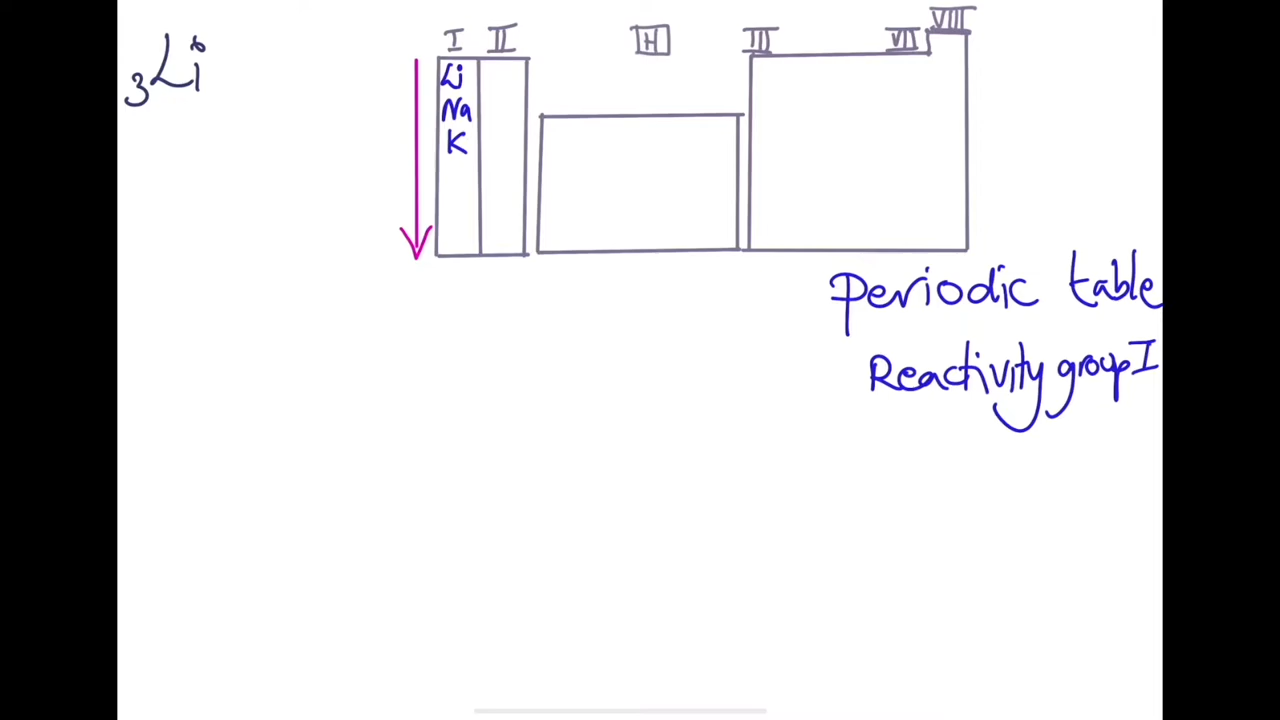 ₃Li
I II H III VII VIII
Li
Na
K
Periodic table
Reactivity group I